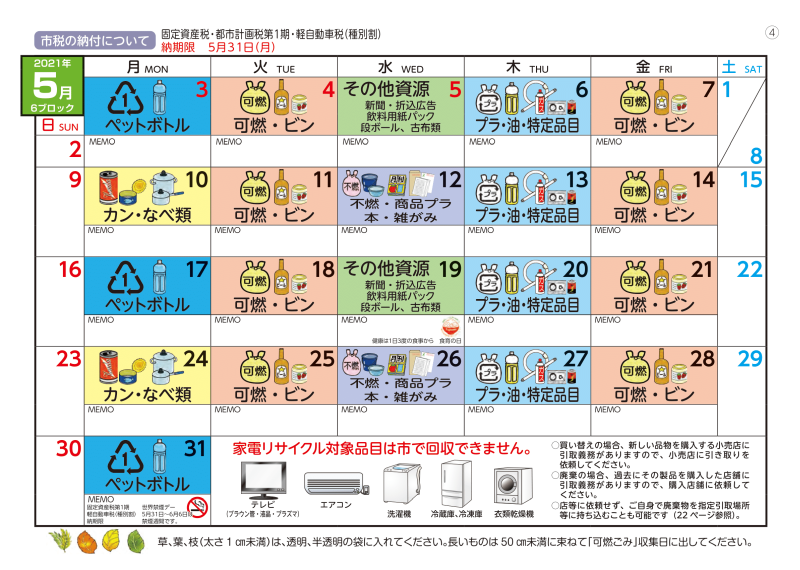 市税の納付について
固定資産税・都市計画税第1期・軽自動車税(種別割)
納期限 5月31日(月)
④
2021年
5月
6ブロック
日 SUN
月 MON
火 TUE
水 WED
木 THU
金 FRI
土 SAT
3
ペットボトル
4
可燃
可燃・ビン
その他資源 5
新聞・折込広告
飲料用紙パック
段ボール、古布類
6
プラ
プラ・油・特定品目
7
可燃
可燃・ビン
1
8
2
MEMO
MEMO
MEMO
MEMO
MEMO
9
10
カン・なべ類
11
可燃
可燃・ビン
12
不燃
不燃・商品プラ
本・雑がみ
13
プラ
プラ・油・特定品目
14
可燃
可燃・ビン
15
MEMO
MEMO
MEMO
MEMO
MEMO
16
17
ペットボトル
18
可燃
可燃・ビン
その他資源 19
新聞・折込広告
飲料用紙パック
段ボール、古布類
20
プラ
プラ・油・特定品目
21
可燃
可燃・ビン
22
MEMO
MEMO
MEMO
健康は1日3度の食事から 食育の日
MEMO
MEMO
23
24
カン・なべ類
25
可燃
可燃・ビン
26
不燃
不燃・商品プラ
本・雑がみ
27
プラ
プラ・油・特定品目
28
可燃
可燃・ビン
29
MEMO
MEMO
MEMO
MEMO
MEMO
30
31
ペットボトル
MEMO
固定資産税第1期
軽自動車税(種別割)
納期限
世界禁煙デー
5月31日〜6月6日
禁煙週間です。
家電リサイクル対象品目は市で回収できません。
テレビ
(ブラウン管・液晶・プラズマ)
エアコン
洗濯機
冷蔵庫、冷凍庫
衣類乾燥機
○買い替えの場合、新しい品物を購入する小売店に
引取義務がありますので、小売店に引き取りを
依頼してください。
○廃棄の場合、過去にその製品を購入した店舗に
引取義務がありますので、購入店舗に依頼して
ください。
○店等に依頼せず、ご自身で廃棄物を指定引取場所
等に持ち込むことも可能です(22ページ参照)。
草、葉、枝(太さ1cm未満)は、透明、半透明の袋に入れてください。長いものは50cm未満に束ねて「可燃ごみ」収集日に出してください。